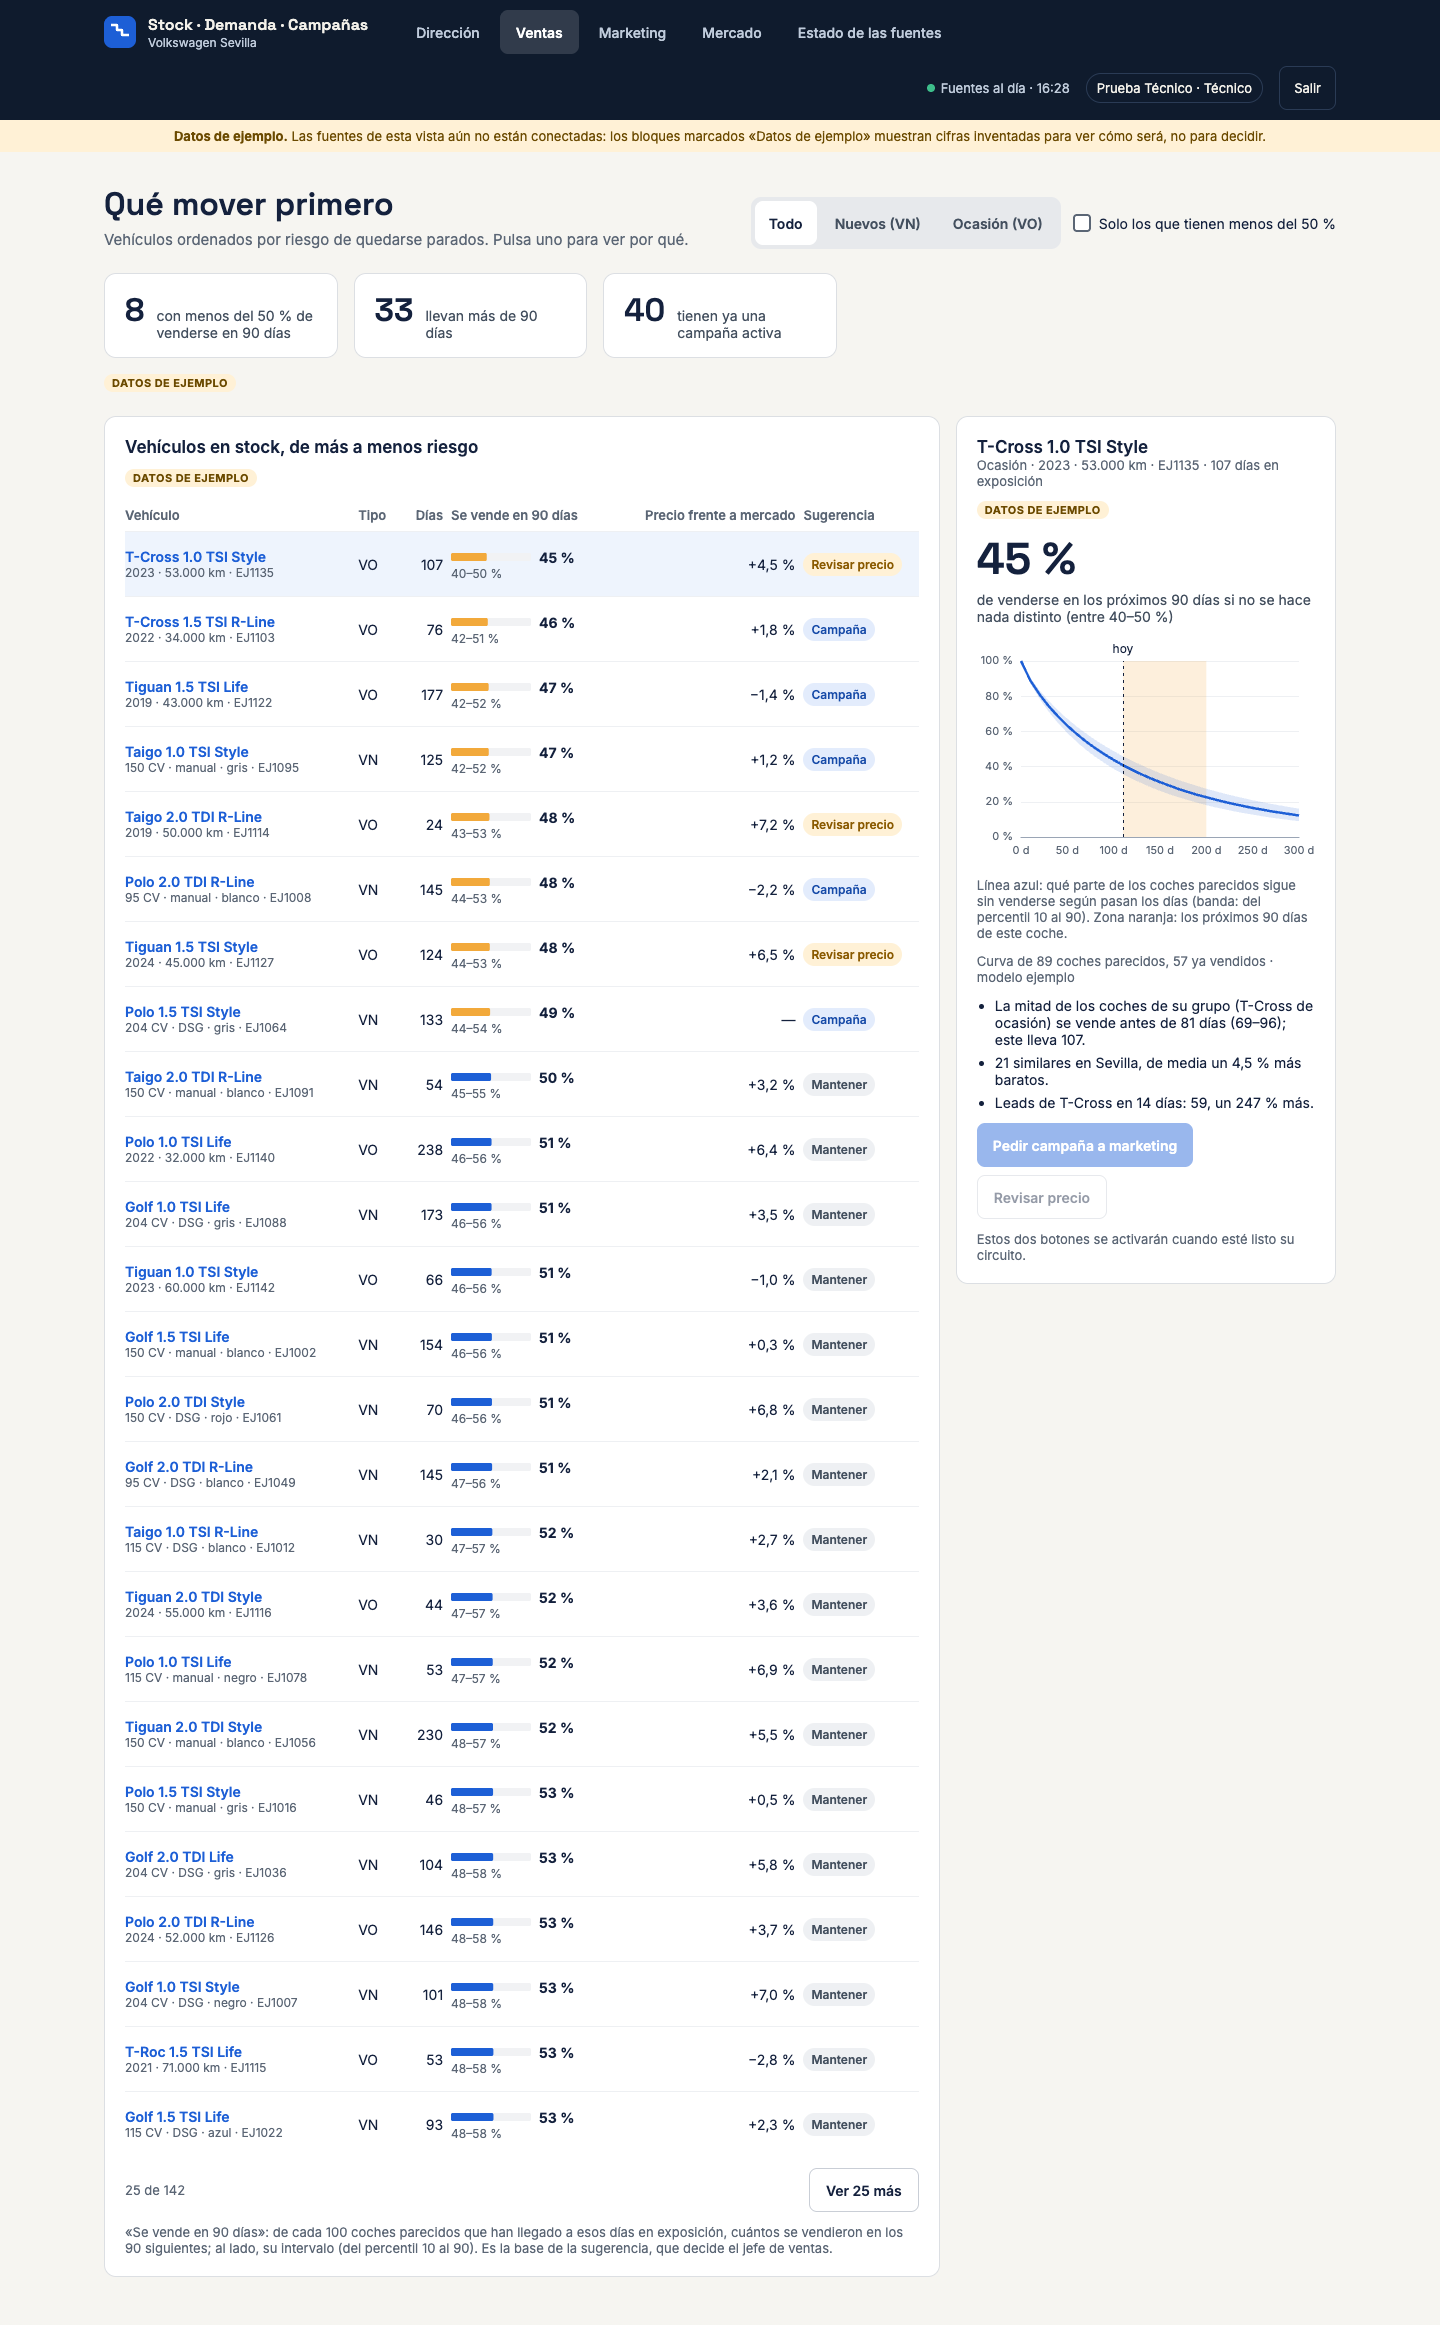 Stock · Demanda · Campañas
Volkswagen Sevilla
Dirección
Ventas
Marketing
Mercado
Estado de las fuentes
Fuentes al día · 16:28
Prueba Técnico · Técnico
Salir
Datos de ejemplo. Las fuentes de esta vista aún no están conectadas: los bloques marcados «Datos de ejemplo» muestran cifras inventadas para ver cómo será, no para decidir.
Qué mover primero
Vehículos ordenados por riesgo de quedarse parados. Pulsa uno para ver por qué.
Todo
Nuevos (VN)
Ocasión (VO)
Solo los que tienen menos del 50 %
8 con menos del 50 % de
venderse en 90 días
33 llevan más de 90
días
40 tienen ya una
campaña activa
DATOS DE EJEMPLO
Vehículos en stock, de más a menos riesgo
DATOS DE EJEMPLO
Vehículo Tipo Días Se vende en 90 días Precio frente a mercado Sugerencia
T-Cross 1.0 TSI Style VO 107 45 % +4,5 % Revisar precio
2023 · 53.000 km · EJ1135 40–50 %
T-Cross 1.5 TSI R-Line VO 76 46 % +1,8 % Campaña
2022 · 34.000 km · EJ1103 42–51 %
Tiguan 1.5 TSI Life VO 177 47 % −1,4 % Campaña
2019 · 43.000 km · EJ1122 42–52 %
Taigo 1.0 TSI Style VN 125 47 % +1,2 % Campaña
150 CV · manual · gris · EJ1095 42–52 %
Taigo 2.0 TDI R-Line VO 24 48 % +7,2 % Revisar precio
2019 · 50.000 km · EJ1114 43–53 %
Polo 2.0 TDI R-Line VN 145 48 % −2,2 % Campaña
95 CV · manual · blanco · EJ1008 44–53 %
Tiguan 1.5 TSI Style VO 124 48 % +6,5 % Revisar precio
2024 · 45.000 km · EJ1127 44–53 %
Polo 1.5 TSI Style VN 133 49 % — Campaña
204 CV · DSG · gris · EJ1064 44–54 %
Taigo 2.0 TDI R-Line VN 54 50 % +3,2 % Mantener
150 CV · manual · blanco · EJ1091 45–55 %
Polo 1.0 TSI Life VO 238 51 % +6,4 % Mantener
2022 · 32.000 km · EJ1140 46–56 %
Golf 1.0 TSI Life VN 173 51 % +3,5 % Mantener
204 CV · DSG · gris · EJ1088 46–56 %
Tiguan 1.0 TSI Style VO 66 51 % −1,0 % Mantener
2023 · 60.000 km · EJ1142 46–56 %
Golf 1.5 TSI Life VN 154 51 % +0,3 % Mantener
150 CV · manual · blanco · EJ1002 46–56 %
Polo 2.0 TDI Style VN 70 51 % +6,8 % Mantener
150 CV · DSG · rojo · EJ1061 46–56 %
Golf 2.0 TDI R-Line VN 145 51 % +2,1 % Mantener
95 CV · DSG · blanco · EJ1049 47–56 %
Taigo 1.0 TSI R-Line VN 30 52 % +2,7 % Mantener
115 CV · DSG · blanco · EJ1012 47–57 %
Tiguan 2.0 TDI Style VO 44 52 % +3,6 % Mantener
2024 · 55.000 km · EJ1116 47–57 %
Polo 1.0 TSI Life VN 53 52 % +6,9 % Mantener
115 CV · manual · negro · EJ1078 47–57 %
Tiguan 2.0 TDI Style VN 230 52 % +5,5 % Mantener
150 CV · manual · blanco · EJ1056 48–57 %
Polo 1.5 TSI Style VN 46 53 % +0,5 % Mantener
150 CV · manual · gris · EJ1016 48–57 %
Golf 2.0 TDI Life VN 104 53 % +5,8 % Mantener
204 CV · DSG · gris · EJ1036 48–58 %
Polo 2.0 TDI R-Line VO 146 53 % +3,7 % Mantener
2024 · 52.000 km · EJ1126 48–58 %
Golf 1.0 TSI Style VN 101 53 % +7,0 % Mantener
204 CV · DSG · negro · EJ1007 48–58 %
T-Roc 1.5 TSI Life VO 53 53 % −2,8 % Mantener
2021 · 71.000 km · EJ1115 48–58 %
Golf 1.5 TSI Life VN 93 53 % +2,3 % Mantener
115 CV · DSG · azul · EJ1022 48–58 %
25 de 142
Ver 25 más
«Se vende en 90 días»: de cada 100 coches parecidos que han llegado a esos días en exposición, cuántos se vendieron en los
90 siguientes; al lado, su intervalo (del percentil 10 al 90). Es la base de la sugerencia, que decide el jefe de ventas.
T-Cross 1.0 TSI Style
Ocasión · 2023 · 53.000 km · EJ1135 · 107 días en
exposición
DATOS DE EJEMPLO
45 %
de venderse en los próximos 90 días si no se hace
nada distinto (entre 40–50 %)
hoy
100 %
80 %
60 %
40 %
20 %
0 %
0 d 50 d 100 d 150 d 200 d 250 d 300 d
Línea azul: qué parte de los coches parecidos sigue
sin venderse según pasan los días (banda: del
percentil 10 al 90). Zona naranja: los próximos 90 días
de este coche.
Curva de 89 coches parecidos, 57 ya vendidos ·
modelo ejemplo
• La mitad de los coches de su grupo (T-Cross de
ocasión) se vende antes de 81 días (69–96);
este lleva 107.
• 21 similares en Sevilla, de media un 4,5 % más
baratos.
• Leads de T-Cross en 14 días: 59, un 247 % más.
Pedir campaña a marketing
Revisar precio
Estos dos botones se activarán cuando esté listo su
circuito.